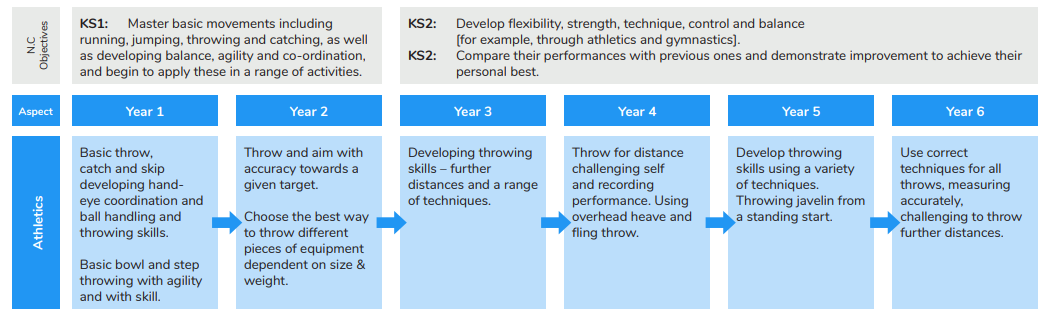 N.C
Objectives
KS1: Master basic movements including
running, jumping, throwing and catching, as well
as developing balance, agility and co-ordination,
and begin to apply these in a range of activities.
KS2: Develop flexibility, strength, technique, control and balance
[for example, through athletics and gymnastics].
KS2: Compare their performances with previous ones and demonstrate improvement to achieve their
personal best.
Aspect
Year 1
Year 2
Year 3
Year 4
Year 5
Year 6
Athletics
Basic throw,
catch and skip
developing hand-
eye coordination and
ball handling and
throwing skills.
Basic bowl and step
throwing with agility
and with skill.
Throw and aim with
accuracy towards a
given target.
Choose the best way
to throw different
pieces of equipment
dependent on size &
weight.
Developing throwing
skills – further
distances and a range
of techniques.
Throw for distance
challenging self
and recording
performance. Using
overhead heave and
fling throw.
Develop throwing
skills using a variety
of techniques.
Throwing javelin from
a standing start.
Use correct
techniques for all
throws, measuring
accurately,
challenging to throw
further distances.